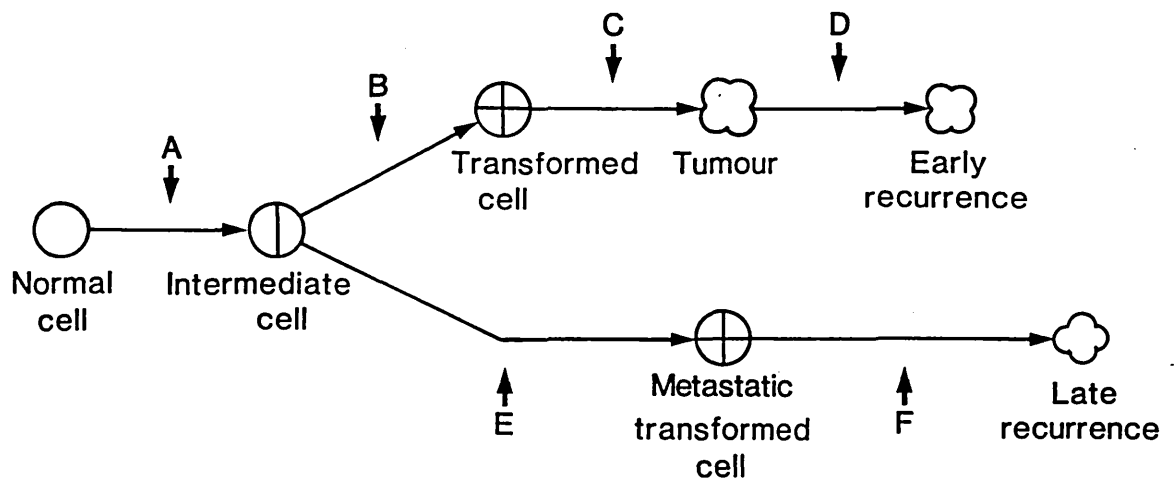 C
D
B
A
Transformed
cell
Tumour
Early
recurrence
Normal
cell
Intermediate
cell
E
Metastatic
transformed
cell
F
Late
recurrence